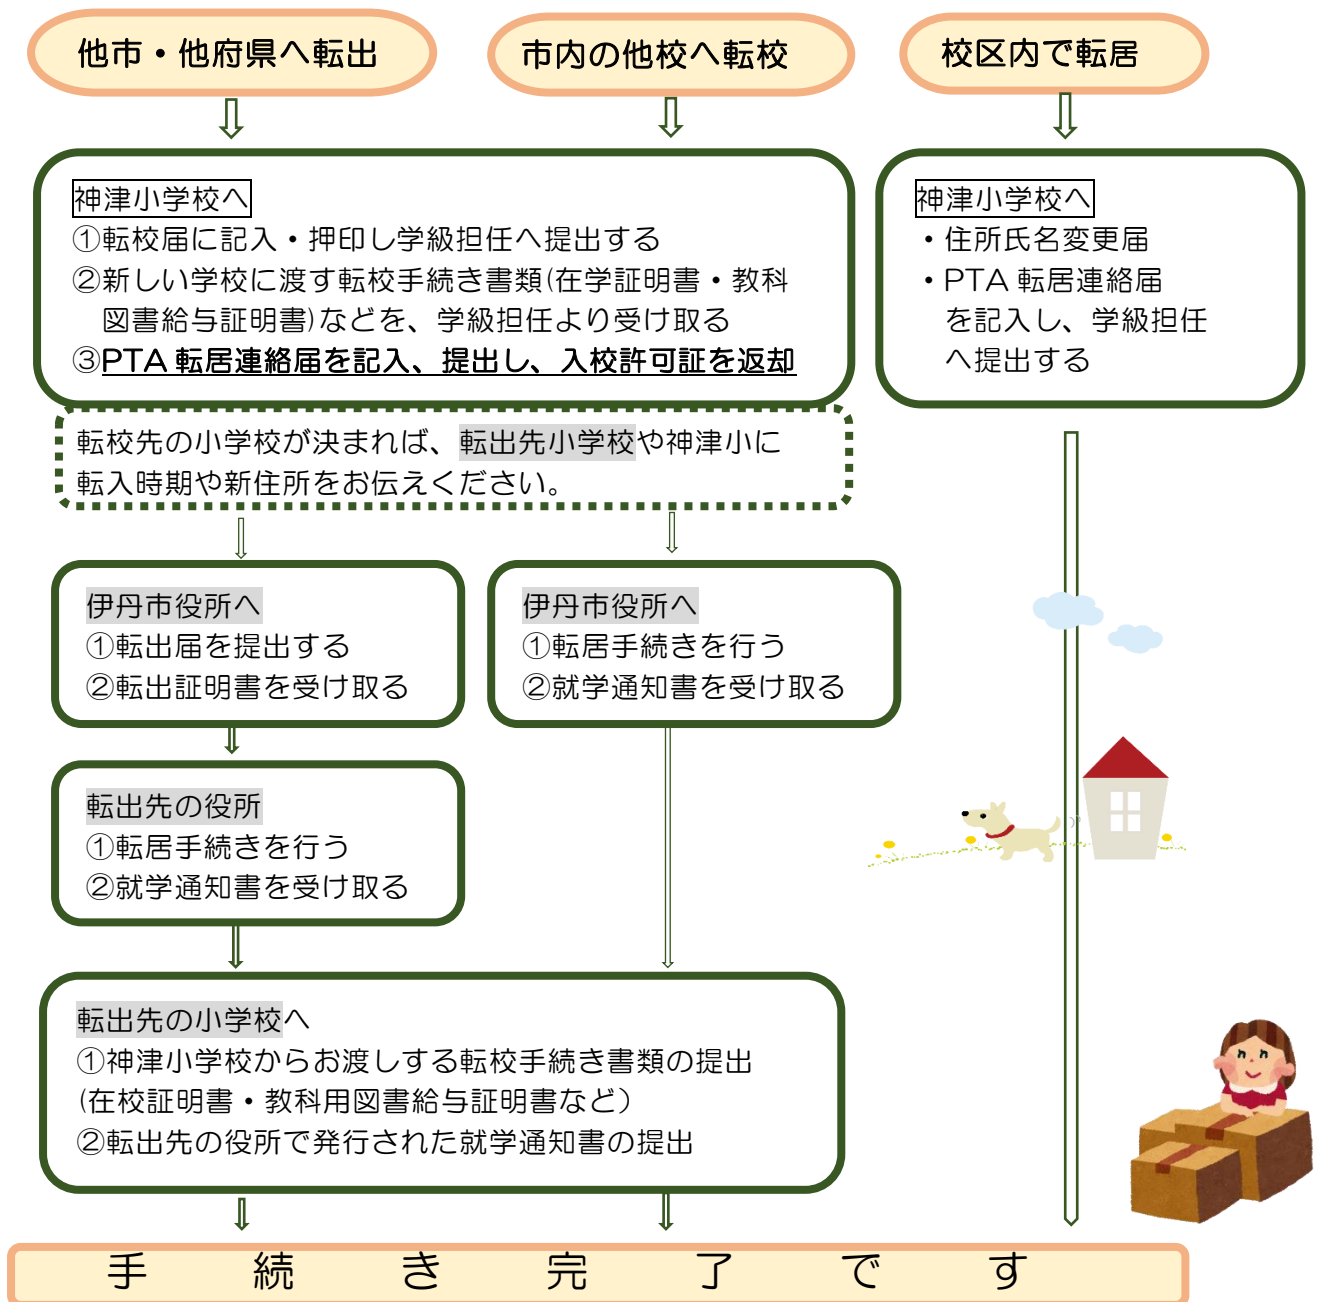 他市・他府県へ転出
市内の他校へ転校
校区内で転居
神津小学校へ
①転校届に記入・押印し学級担任へ提出する
②新しい学校に渡す転校手続き書類(在学証明書・教科
図書給与証明書)などを、学級担任より受け取る
③PTA転居連絡届を記入、提出し、入校許可証を返却
神津小学校へ
・住所氏名変更届
・PTA転居連絡届
を記入し、学級担任
へ提出する
転校先の小学校が決まれば、転出先小学校や神津小に
転入時期や新住所をお伝えください。
伊丹市役所へ
①転出届を提出する
②転出証明書を受け取る
伊丹市役所へ
①転居手続きを行う
②就学通知書を受け取る
転出先の役所
①転居手続きを行う
②就学通知書を受け取る
転出先の小学校へ
①神津小学校からお渡しする転校手続き書類の提出
(在校証明書・教科用図書給与証明書など）
②転出先の役所で発行された就学通知書の提出
手続き完了です